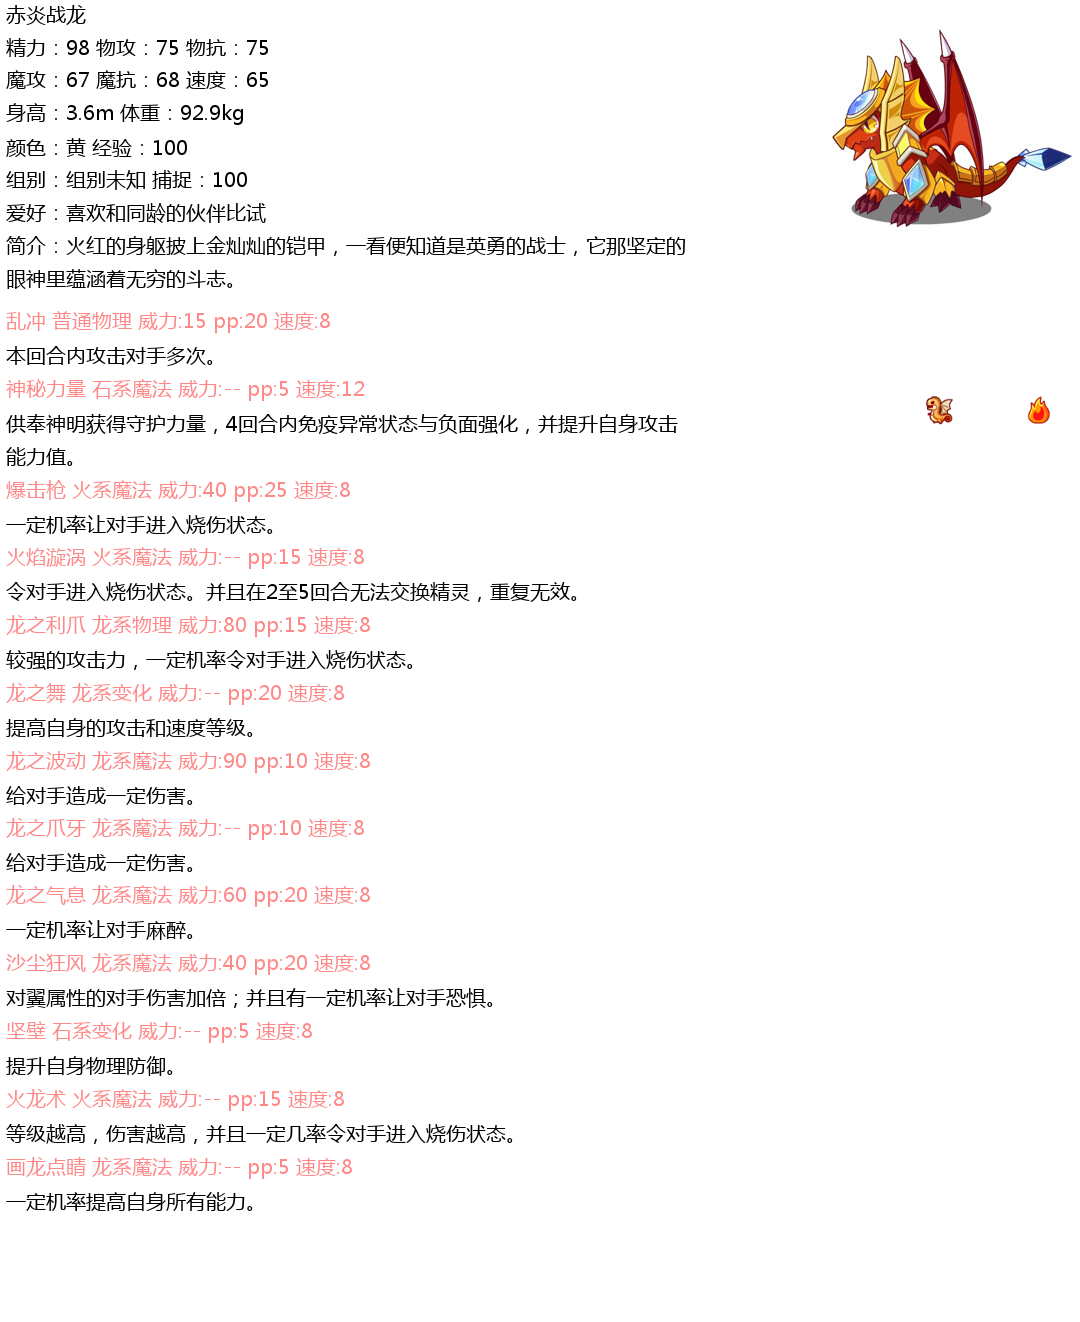 赤炎战龙
精力：98 物攻：75 物抗：75
魔攻：67 魔抗：68 速度：65
身高：3.6m 体重：92.9kg
颜色：黄 经验：100
组别：组别未知 捕捉：100
爱好：喜欢和同龄的伙伴比试
简介：火红的身躯披上金灿灿的铠甲，一看便知道是英勇的战士，它那坚定的
眼神里蕴涵着无穷的斗志。
乱冲 普通物理 威力:15 pp:20 速度:8
本回合内攻击对手多次。
神秘力量 石系魔法 威力:-- pp:5 速度:12
供奉神明获得守护力量，4回合内免疫异常状态与负面强化，并提升自身攻击
能力值。
爆击枪 火系魔法 威力:40 pp:25 速度:8
一定机率让对手进入烧伤状态。
火焰漩涡 火系魔法 威力:-- pp:15 速度:8
令对手进入烧伤状态。并且在2至5回合无法交换精灵，重复无效。
龙之利爪 龙系物理 威力:80 pp:15 速度:8
较强的攻击力，一定机率令对手进入烧伤状态。
龙之舞 龙系变化 威力:-- pp:20 速度:8
提高自身的攻击和速度等级。
龙之波动 龙系魔法 威力:90 pp:10 速度:8
给对手造成一定伤害。
龙之爪牙 龙系魔法 威力:-- pp:10 速度:8
给对手造成一定伤害。
龙之气息 龙系魔法 威力:60 pp:20 速度:8
一定机率让对手麻醉。
沙尘狂风 龙系魔法 威力:40 pp:20 速度:8
对翼属性的对手伤害加倍；并且有一定机率让对手恐惧。
坚壁 石系变化 威力:-- pp:5 速度:8
提升自身物理防御。
火龙术 火系魔法 威力:-- pp:15 速度:8
等级越高，伤害越高，并且一定几率令对手进入烧伤状态。
画龙点睛 龙系魔法 威力:-- pp:5 速度:8
一定机率提高自身所有能力。